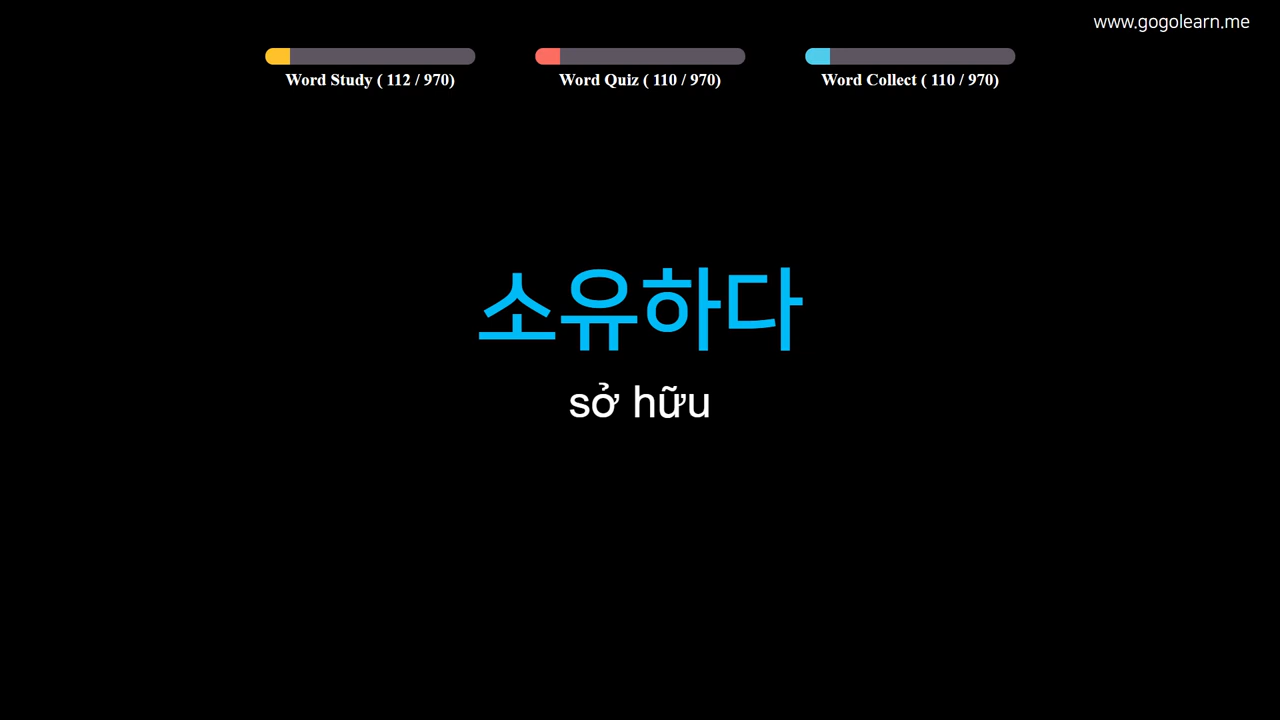 www.gogolearn.me
Word Study ( 112 / 970)
Word Quiz ( 110 / 970)
Word Collect ( 110 / 970)
소유하다
sở hữu